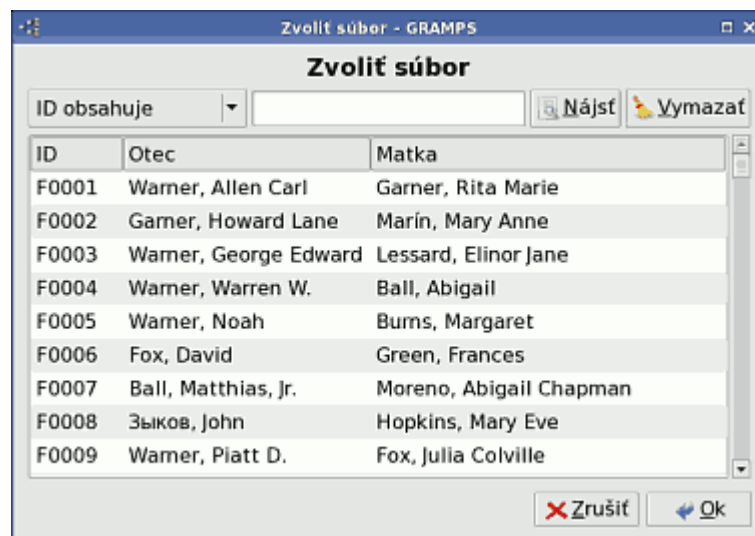 Zvoliť súbor - GRAMPS
Zvoliť súbor
ID obsahuje Nájsť Vymazať
ID Otec Matka
F0001 Warner, Allen Carl Garner, Rita Marie
F0002 Garner, Howard Lane Marín, Mary Anne
F0003 Warner, George Edward Lessard, Elinor Jane
F0004 Warner, Warren W. Ball, Abigail
F0005 Warner, Noah Burns, Margaret
F0006 Fox, David Green, Frances
F0007 Ball, Matthias, Jr. Moreno, Abigail Chapman
F0008 Зыков, John Hopkins, Mary Eve
F0009 Warner, Piatt D. Fox, Julia Colville
Zrušiť Ok